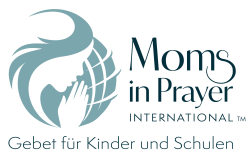 Moms
in Prayer
INTERNATIONAL™
Gebet für Kinder und Schulen